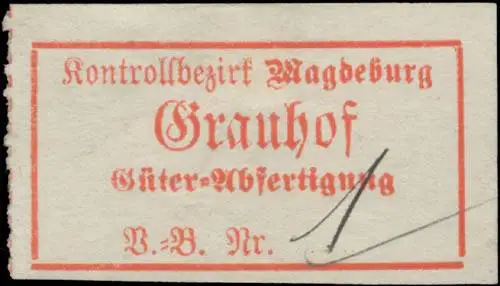 Kontrollbezirk Magdeburg
Grauhof
Güter-Abfertigung
V.-B. Nr. 1